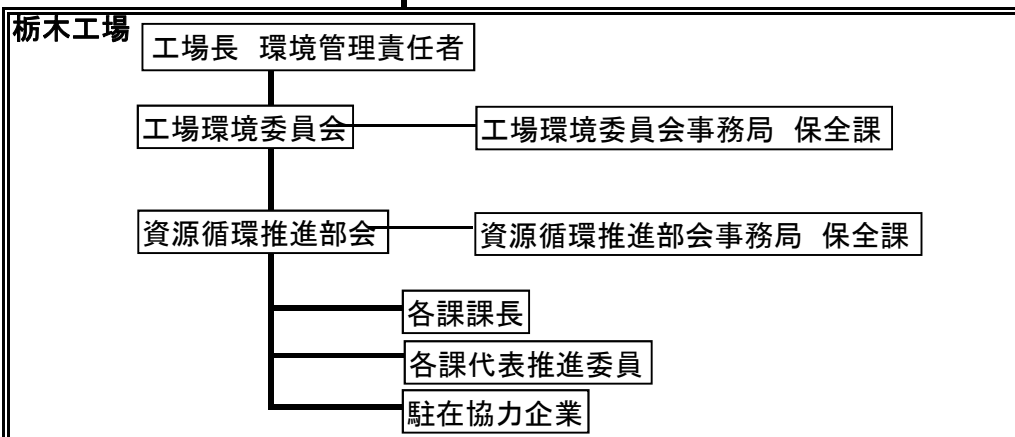 栃木工場
工場長 環境管理責任者
工場環境委員会
工場環境委員会事務局 保全課
資源循環推進部会
資源循環推進部会事務局 保全課
各課課長
各課代表推進委員
駐在協力企業